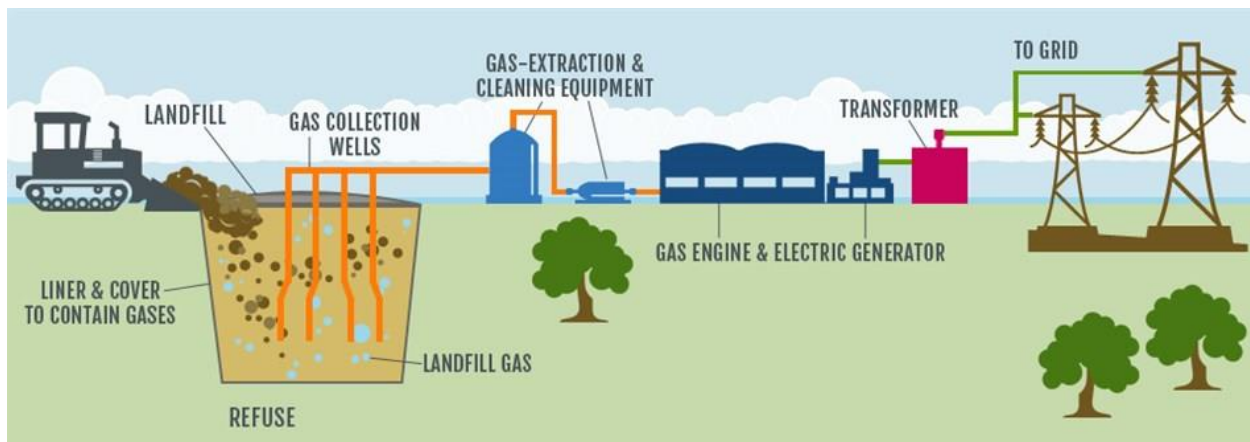 LANDFILL
GAS COLLECTION
WELLS
GAS-EXTRACTION &
CLEANING EQUIPMENT
TRANSFORMER
TO GRID
GAS ENGINE & ELECTRIC GENERATOR
LINER & COVER
TO CONTAIN GASES
LANDFILL GAS
REFUSE